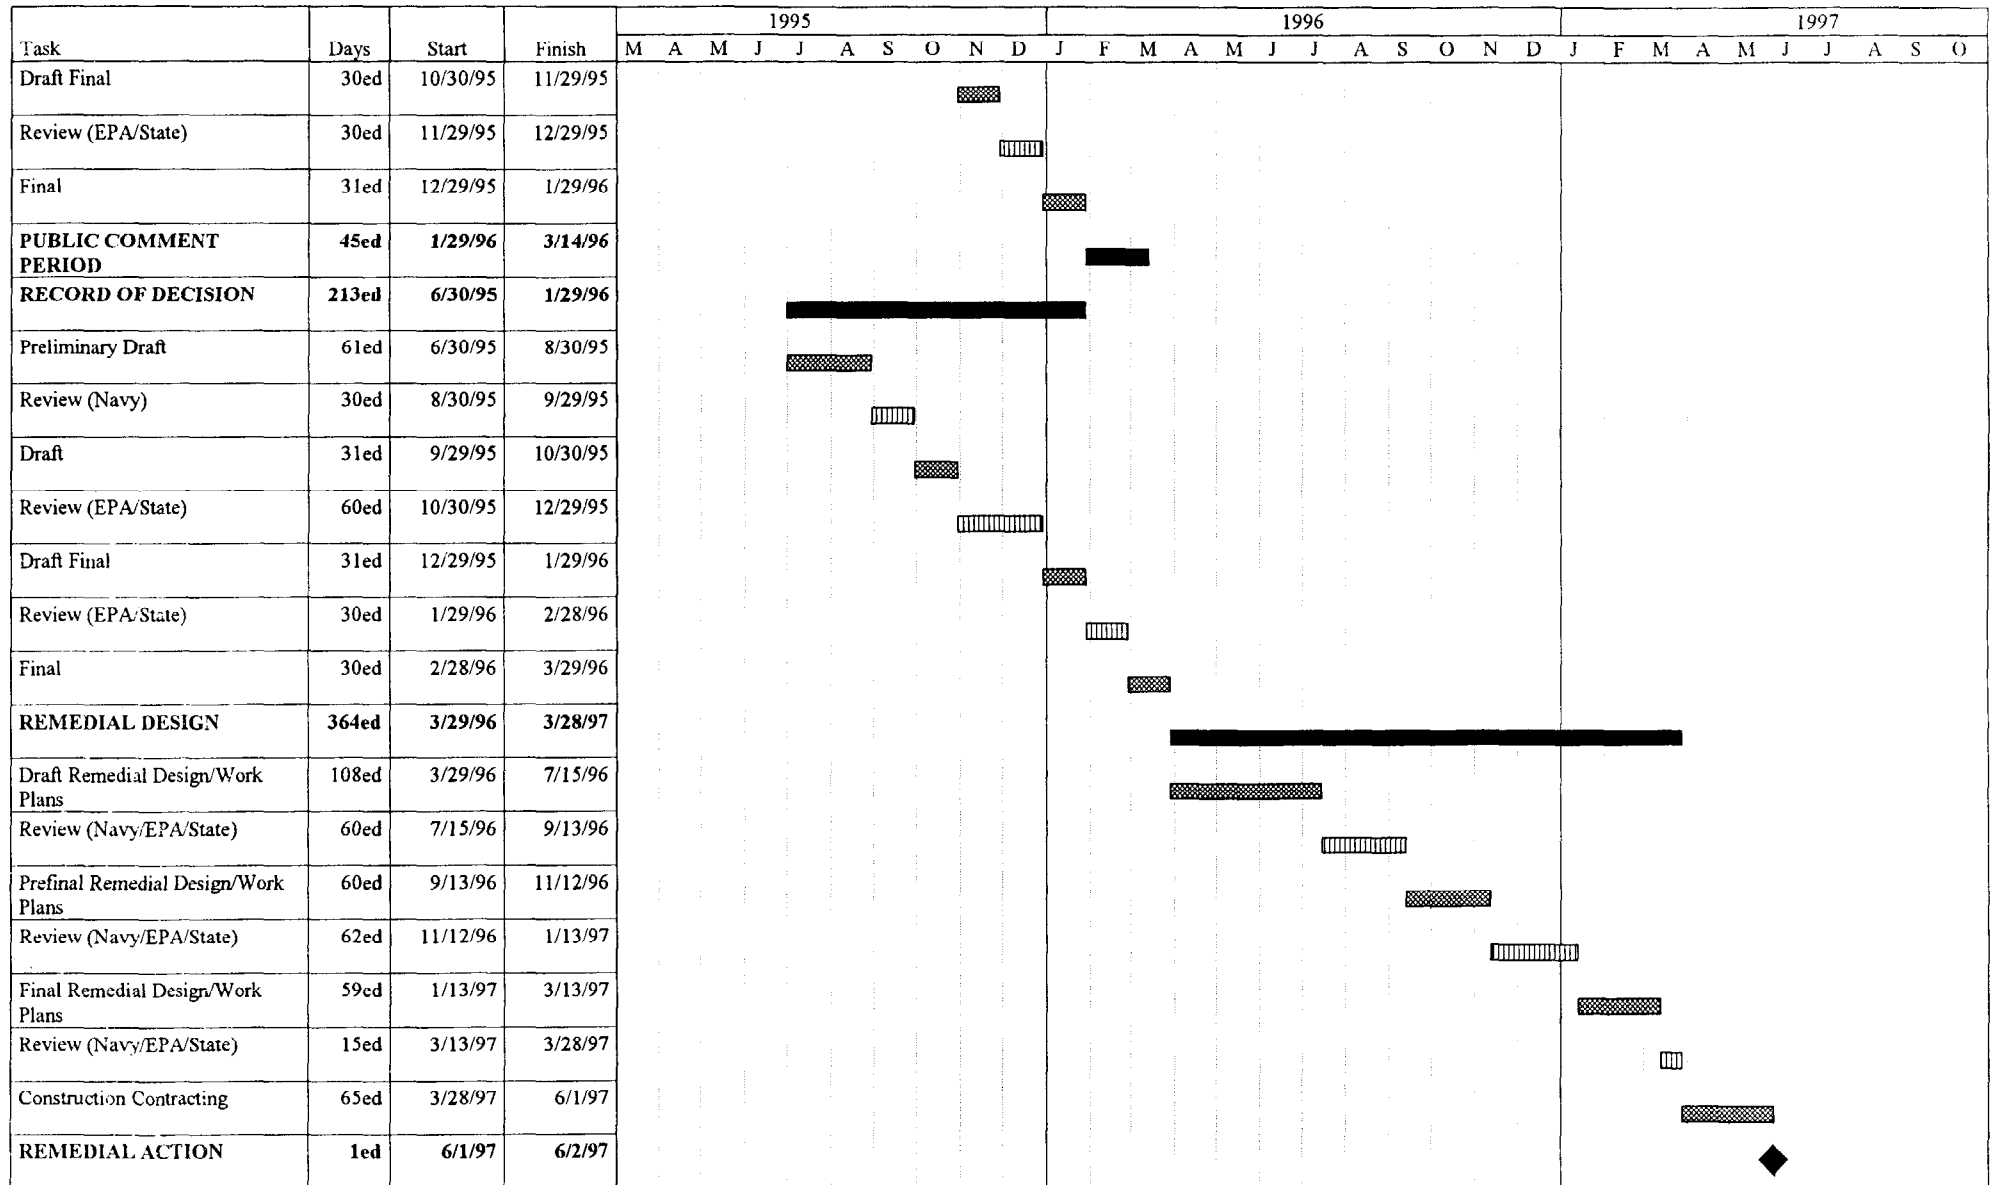 1995 1996 1997
Task Days Start Finish M A M J J A S O N D J F M A M J J A S O N D J F M A M J J A S O
Draft Final 30ed 10/30/95 11/29/95
Review (EPA/State) 30ed 11/29/95 12/29/95
Final 31ed 12/29/95 1/29/96
PUBLIC COMMENT 45ed 1/29/96 3/14/96
PERIOD
RECORD OF DECISION 213ed 6/30/95 1/29/96
Preliminary Draft 61ed 6/30/95 8/30/95
Review (Navy) 30ed 8/30/95 9/29/95
Draft 31ed 9/29/95 10/30/95
Review (EPA/State) 60ed 10/30/95 12/29/95
Draft Final 31ed 12/29/95 1/29/96
Review (EPA/State) 30ed 1/29/96 2/28/96
Final 30ed 2/28/96 3/29/96
REMEDIAL DESIGN 364ed 3/29/96 3/28/97
Draft Remedial Design/Work 108ed 3/29/96 7/15/96
Plans
Review (Navy/EPA/State) 60ed 7/15/96 9/13/96
Prefinal Remedial Design/Work 60ed 9/13/96 11/12/96
Plans
Review (Navy/EPA/State) 62ed 11/12/96 1/13/97
Final Remedial Design/Work 59ed 1/13/97 3/13/97
Plans
Review (Navy/EPA/State) 15ed 3/13/97 3/28/97
Construction Contracting 65ed 3/28/97 6/1/97
REMEDIAL ACTION 1ed 6/1/97 6/2/97